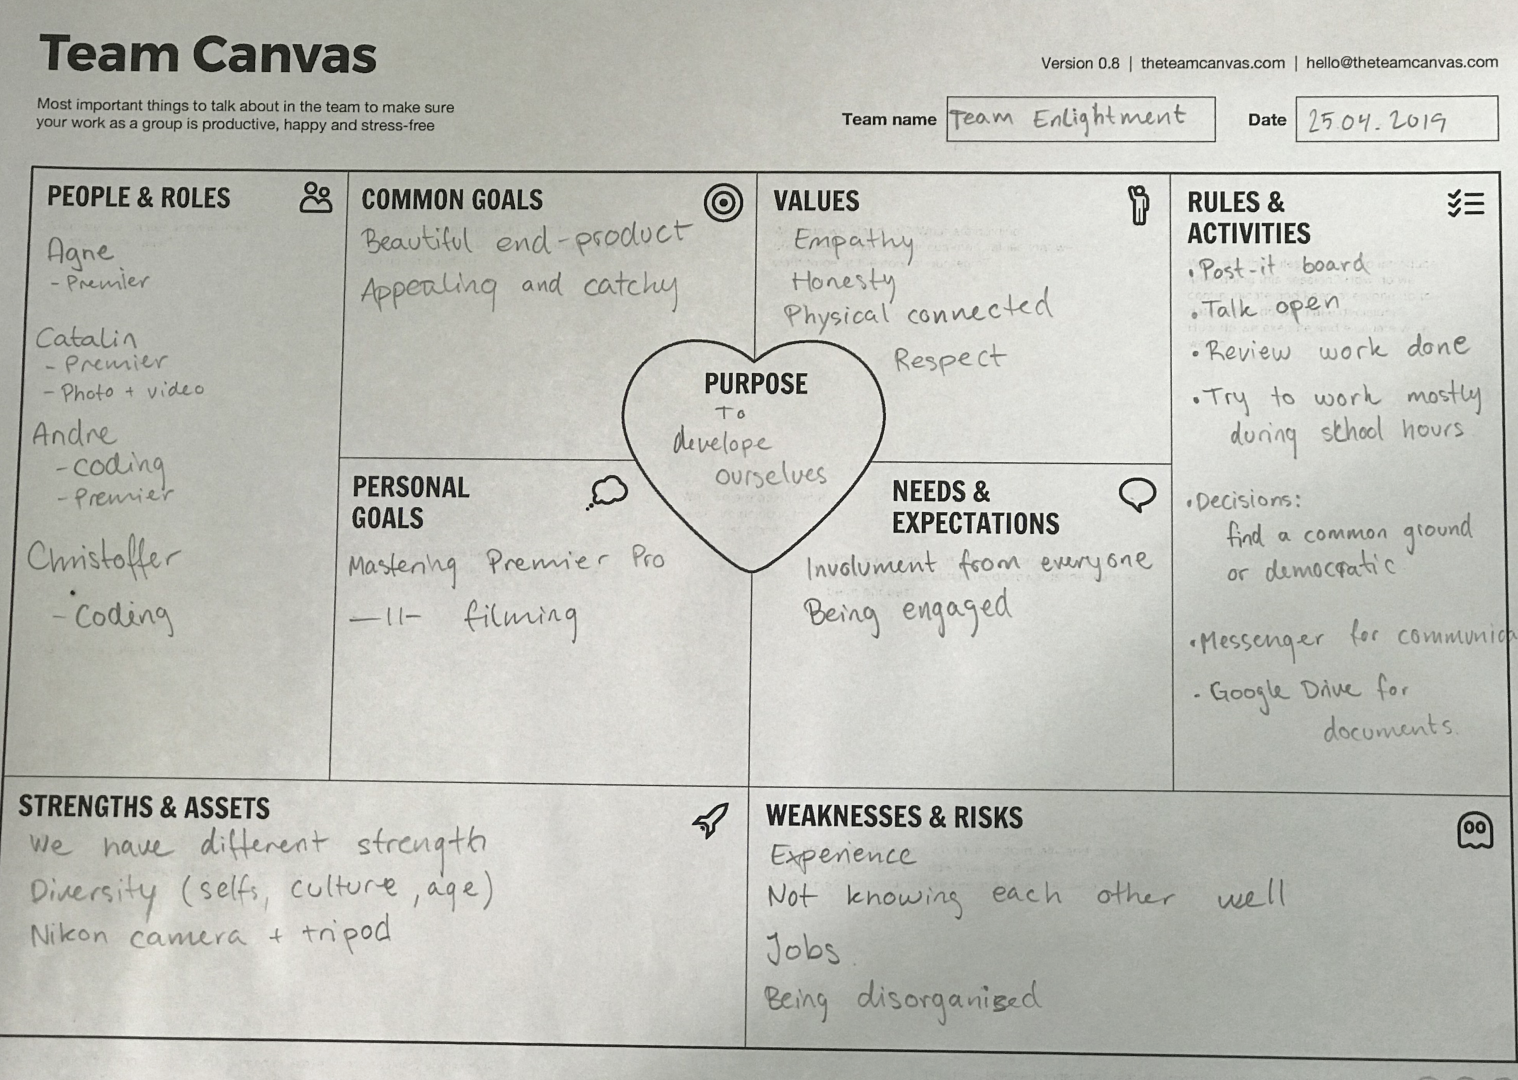 Team Canvas
Version 0.8 | theteamcanvas.com | hello@theteamcanvas.com
Most important things to talk about in the team to make sure
your work as a group is productive, happy and stress-free
Team name Team Enlightment
Date 25.04.2019
PEOPLE & ROLES
Agne
- Premier
Catalin
- Premier
- Photo + video
Andre
- coding
- Premier
Christoffer
- Coding
COMMON GOALS
Beautiful end-product
Appealing and catchy
VALUES
Empathy
Honesty
Physical connected
Respect
RULES &
ACTIVITIES
• Post-it board
• Talk open
• Review work done
• Try to work mostly
during school hours
• Decisions:
find a common ground
or democratic
• Messenger for communica
- Google Drive for
documents.
PURPOSE
To
develope
ourselves
PERSONAL
GOALS
Mastering Premier Pro
—11— filming
NEEDS &
EXPECTATIONS
Involument from everyone
Being engaged
STRENGTHS & ASSETS
We have different strength
Diversity (selfs, culture, age)
Nikon camera + tripod
WEAKNESSES & RISKS
Experience
Not knowing each other well
Jobs
Being disorganised